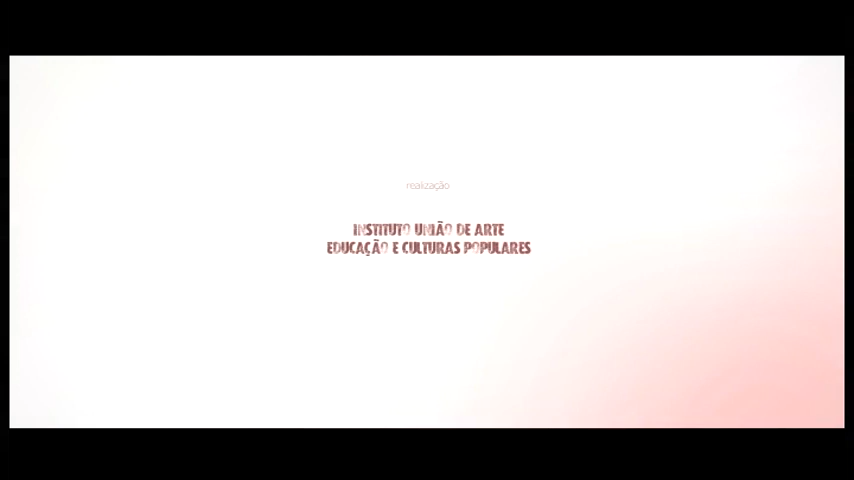 realização
INSTITUTO UNIÃO DE ARTE
EDUCAÇÃO E CULTURAS POPULARES